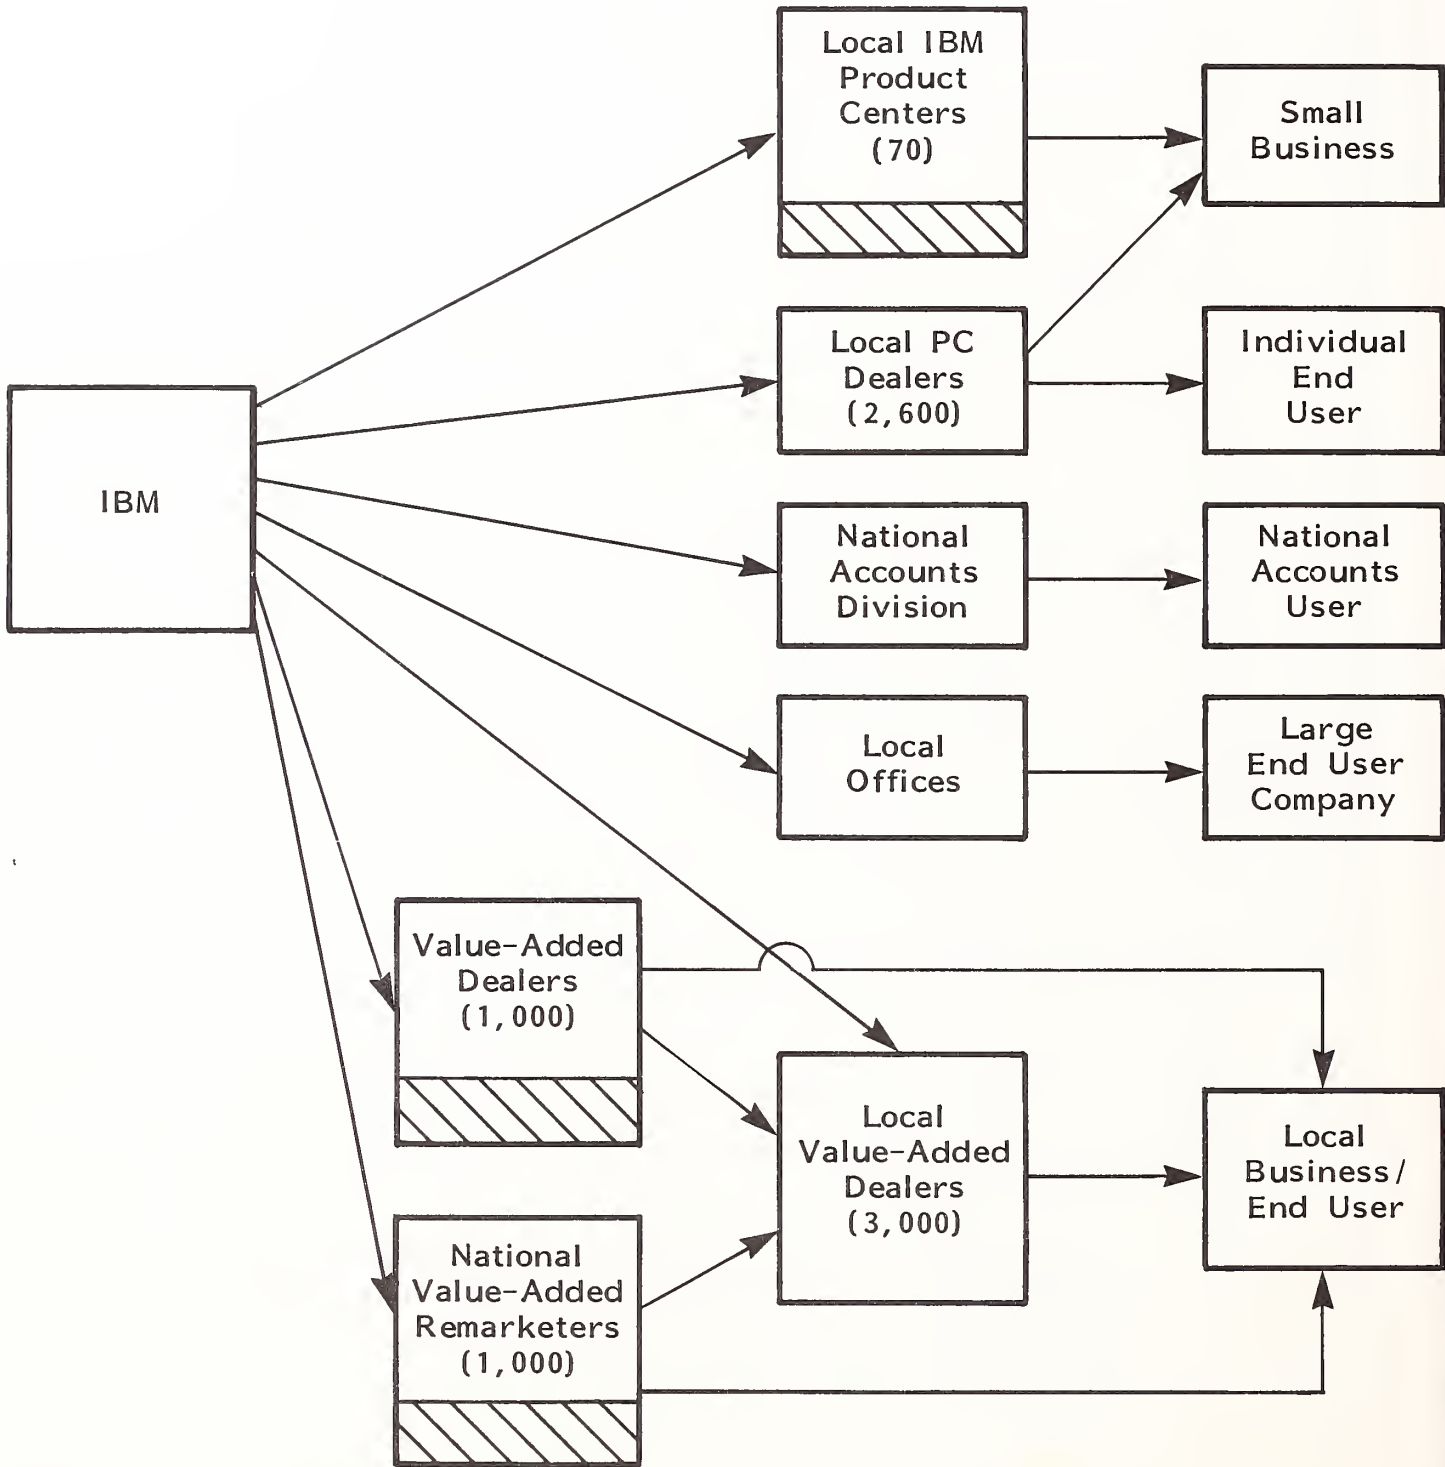 Local IBM
Product
Centers
(70)
Small
Business
Local PC
Dealers
(2,600)
Individual
End
User
IBM
National
Accounts
Division
National
Accounts
User
Local
Offices
Large
End User
Company
Value-Added
Dealers
(1,000)
Local
Value-Added
Dealers
(3,000)
Local
Business/
End User
National
Value-Added
Remarketers
(1,000)